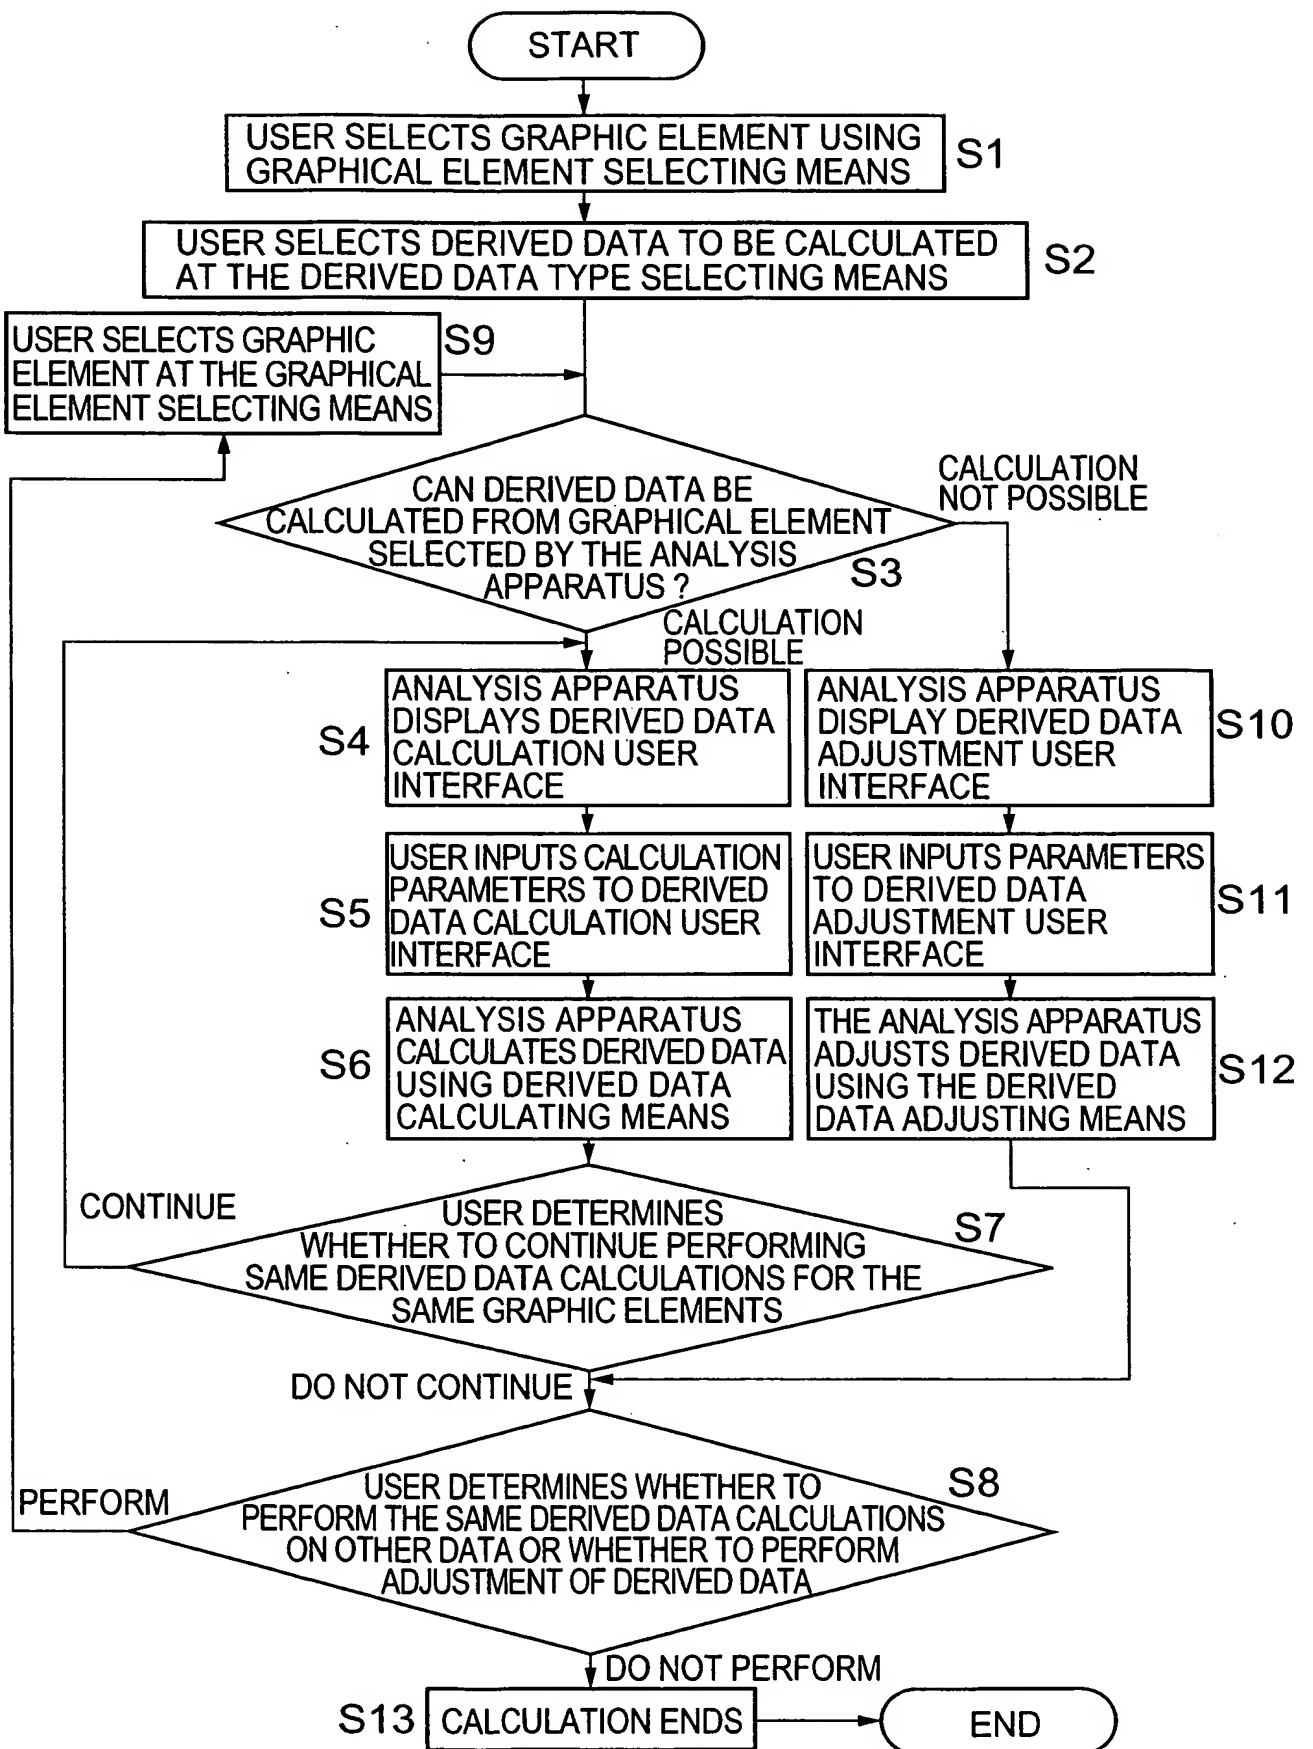 START
USER SELECTS GRAPHIC ELEMENT USING
GRAPHICAL ELEMENT SELECTING MEANS
S1
USER SELECTS DERIVED DATA TO BE CALCULATED
AT THE DERIVED DATA TYPE SELECTING MEANS
S2
USER SELECTS GRAPHIC
ELEMENT AT THE GRAPHICAL
ELEMENT SELECTING MEANS
S9
CAN DERIVED DATA BE
CALCULATED FROM GRAPHICAL ELEMENT
SELECTED BY THE ANALYSIS
APPARATUS ?
S3
CALCULATION
NOT POSSIBLE
CALCULATION
POSSIBLE
S4
ANALYSIS APPARATUS
DISPLAYS DERIVED DATA
CALCULATION USER
INTERFACE
ANALYSIS APPARATUS
DISPLAY DERIVED DATA
ADJUSTMENT USER
INTERFACE
S10
S5
USER INPUTS CALCULATION
PARAMETERS TO DERIVED
DATA CALCULATION USER
INTERFACE
USER INPUTS PARAMETERS
TO DERIVED DATA
ADJUSTMENT USER
INTERFACE
S11
S6
ANALYSIS APPARATUS
CALCULATES DERIVED DATA
USING DERIVED DATA
CALCULATING MEANS
THE ANALYSIS APPARATUS
ADJUSTS DERIVED DATA
USING THE DERIVED
DATA ADJUSTING MEANS
S12
CONTINUE
USER DETERMINES
WHETHER TO CONTINUE PERFORMING
SAME DERIVED DATA CALCULATIONS FOR THE
SAME GRAPHIC ELEMENTS
S7
DO NOT CONTINUE
PERFORM
USER DETERMINES WHETHER TO
PERFORM THE SAME DERIVED DATA CALCULATIONS
ON OTHER DATA OR WHETHER TO PERFORM
ADJUSTMENT OF DERIVED DATA
S8
DO NOT PERFORM
S13
CALCULATION ENDS
END